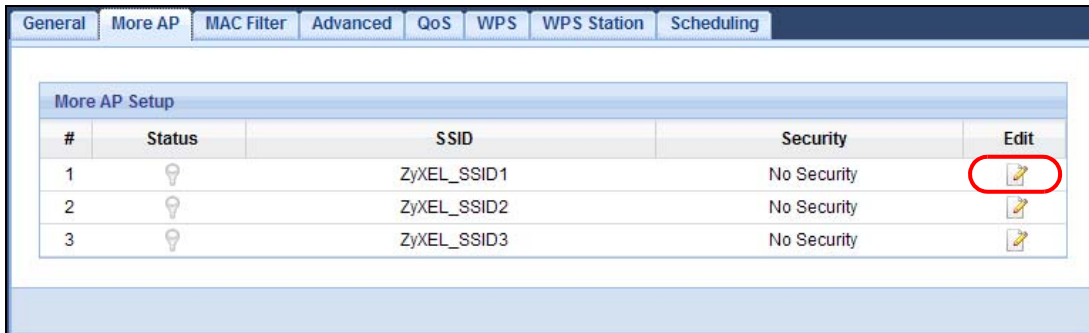 General More AP MAC Filter Advanced QoS WPS WPS Station Scheduling
More AP Setup
# Status SSID Security Edit
1 ZyXEL_SSID1 No Security
2 ZyXEL_SSID2 No Security
3 ZyXEL_SSID3 No Security